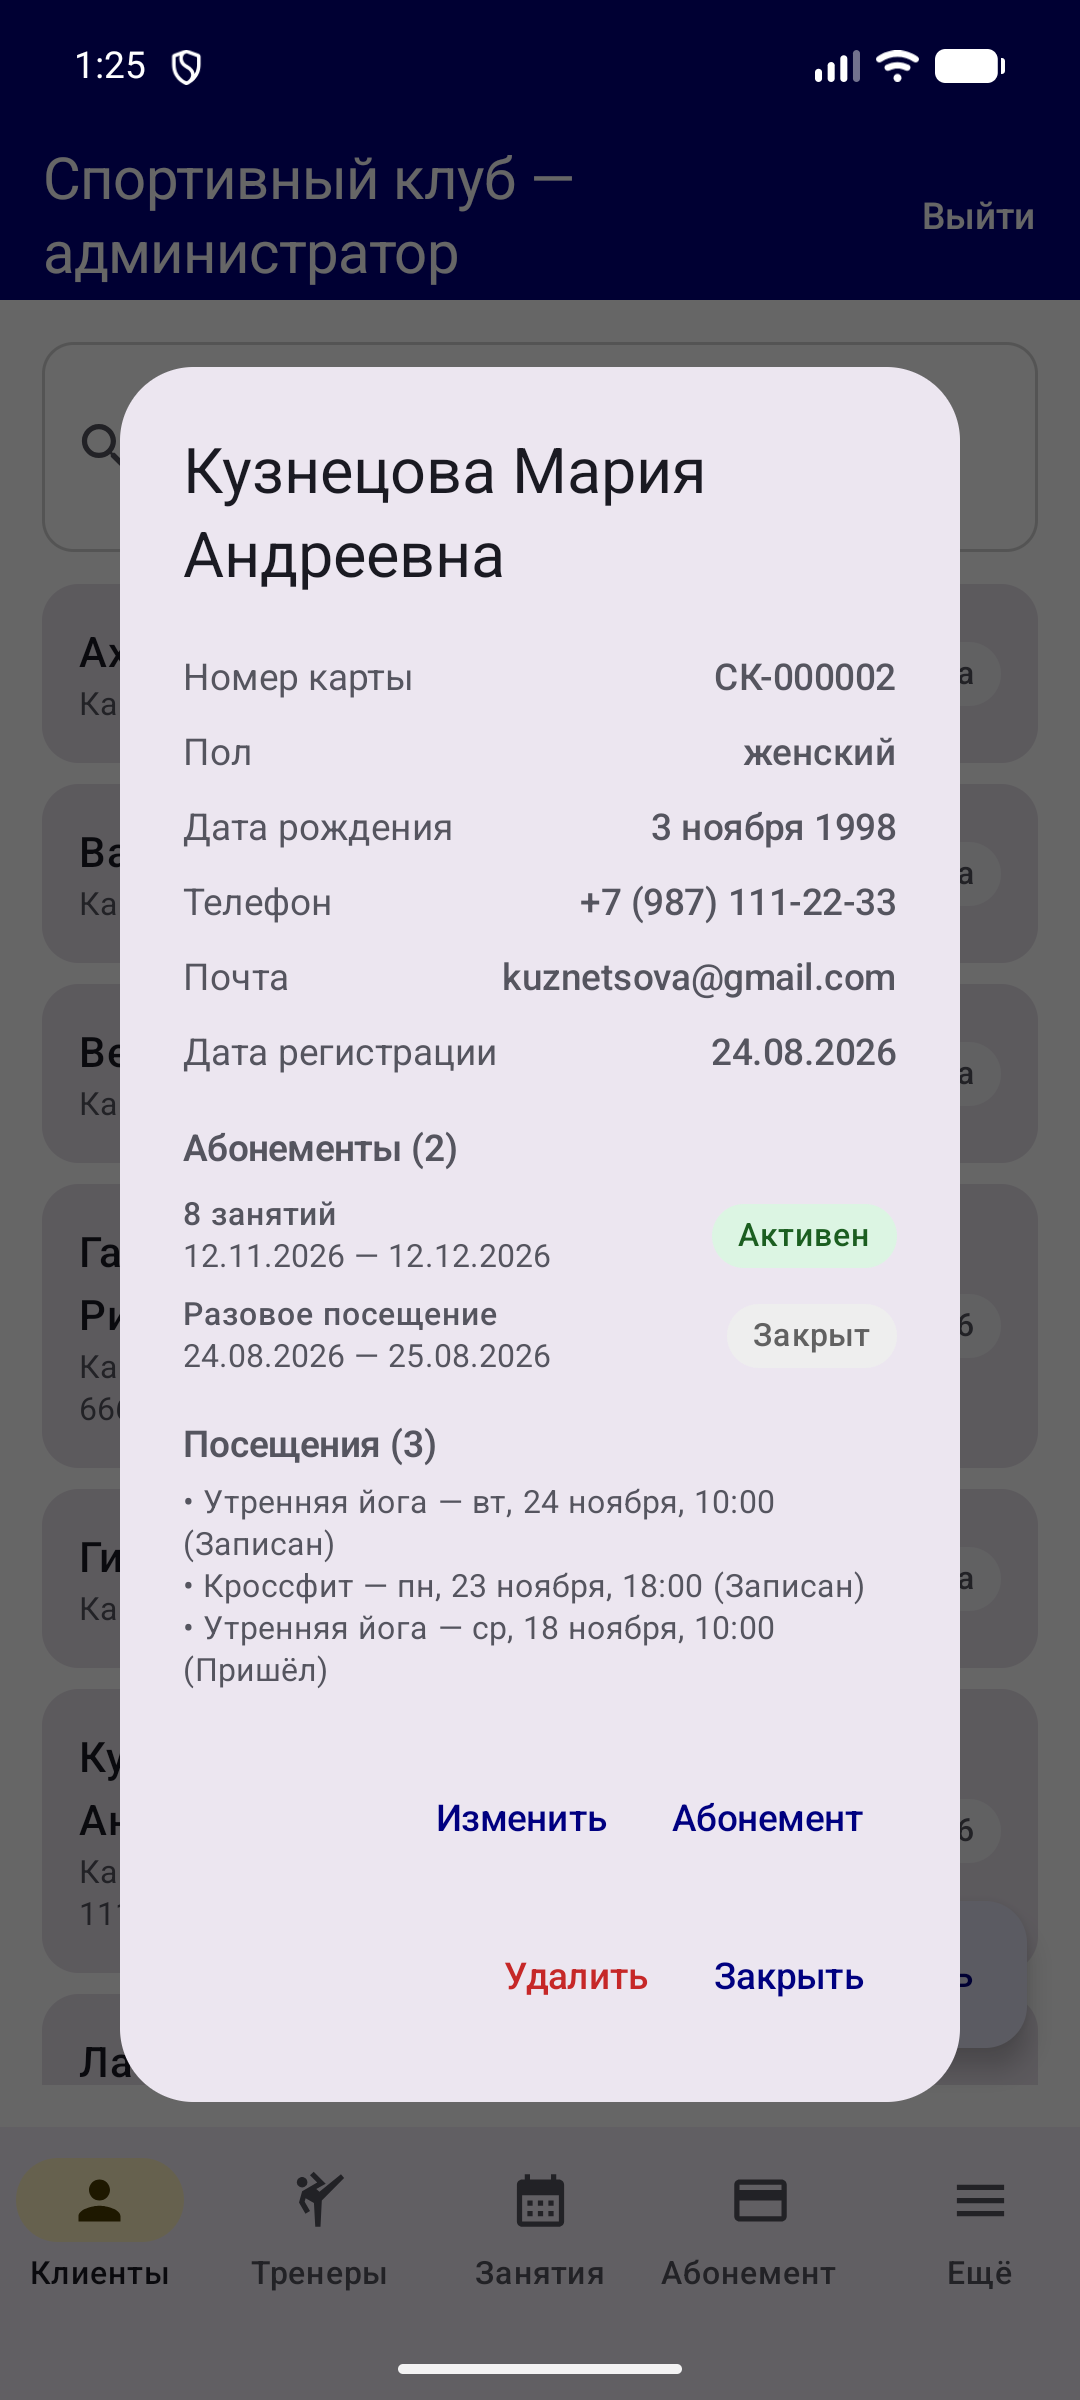 1:25
Спортивный клуб —
администратор
Выйти
Кузнецова Мария
Андреевна
Номер карты СК-000002
Пол женский
Дата рождения 3 ноября 1998
Телефон +7 (987) 111-22-33
Почта kuznetsova@gmail.com
Дата регистрации 24.08.2026
Абонементы (2)
8 занятий
12.11.2026 — 12.12.2026
Активен
Разовое посещение
24.08.2026 — 25.08.2026
Закрыт
Посещения (3)
• Утренняя йога — вт, 24 ноября, 10:00
(Записан)
• Кроссфит — пн, 23 ноября, 18:00 (Записан)
• Утренняя йога — ср, 18 ноября, 10:00
(Пришёл)
Изменить Абонемент
Удалить Закрыть
Клиенты Тренеры Занятия Абонемент Ещё